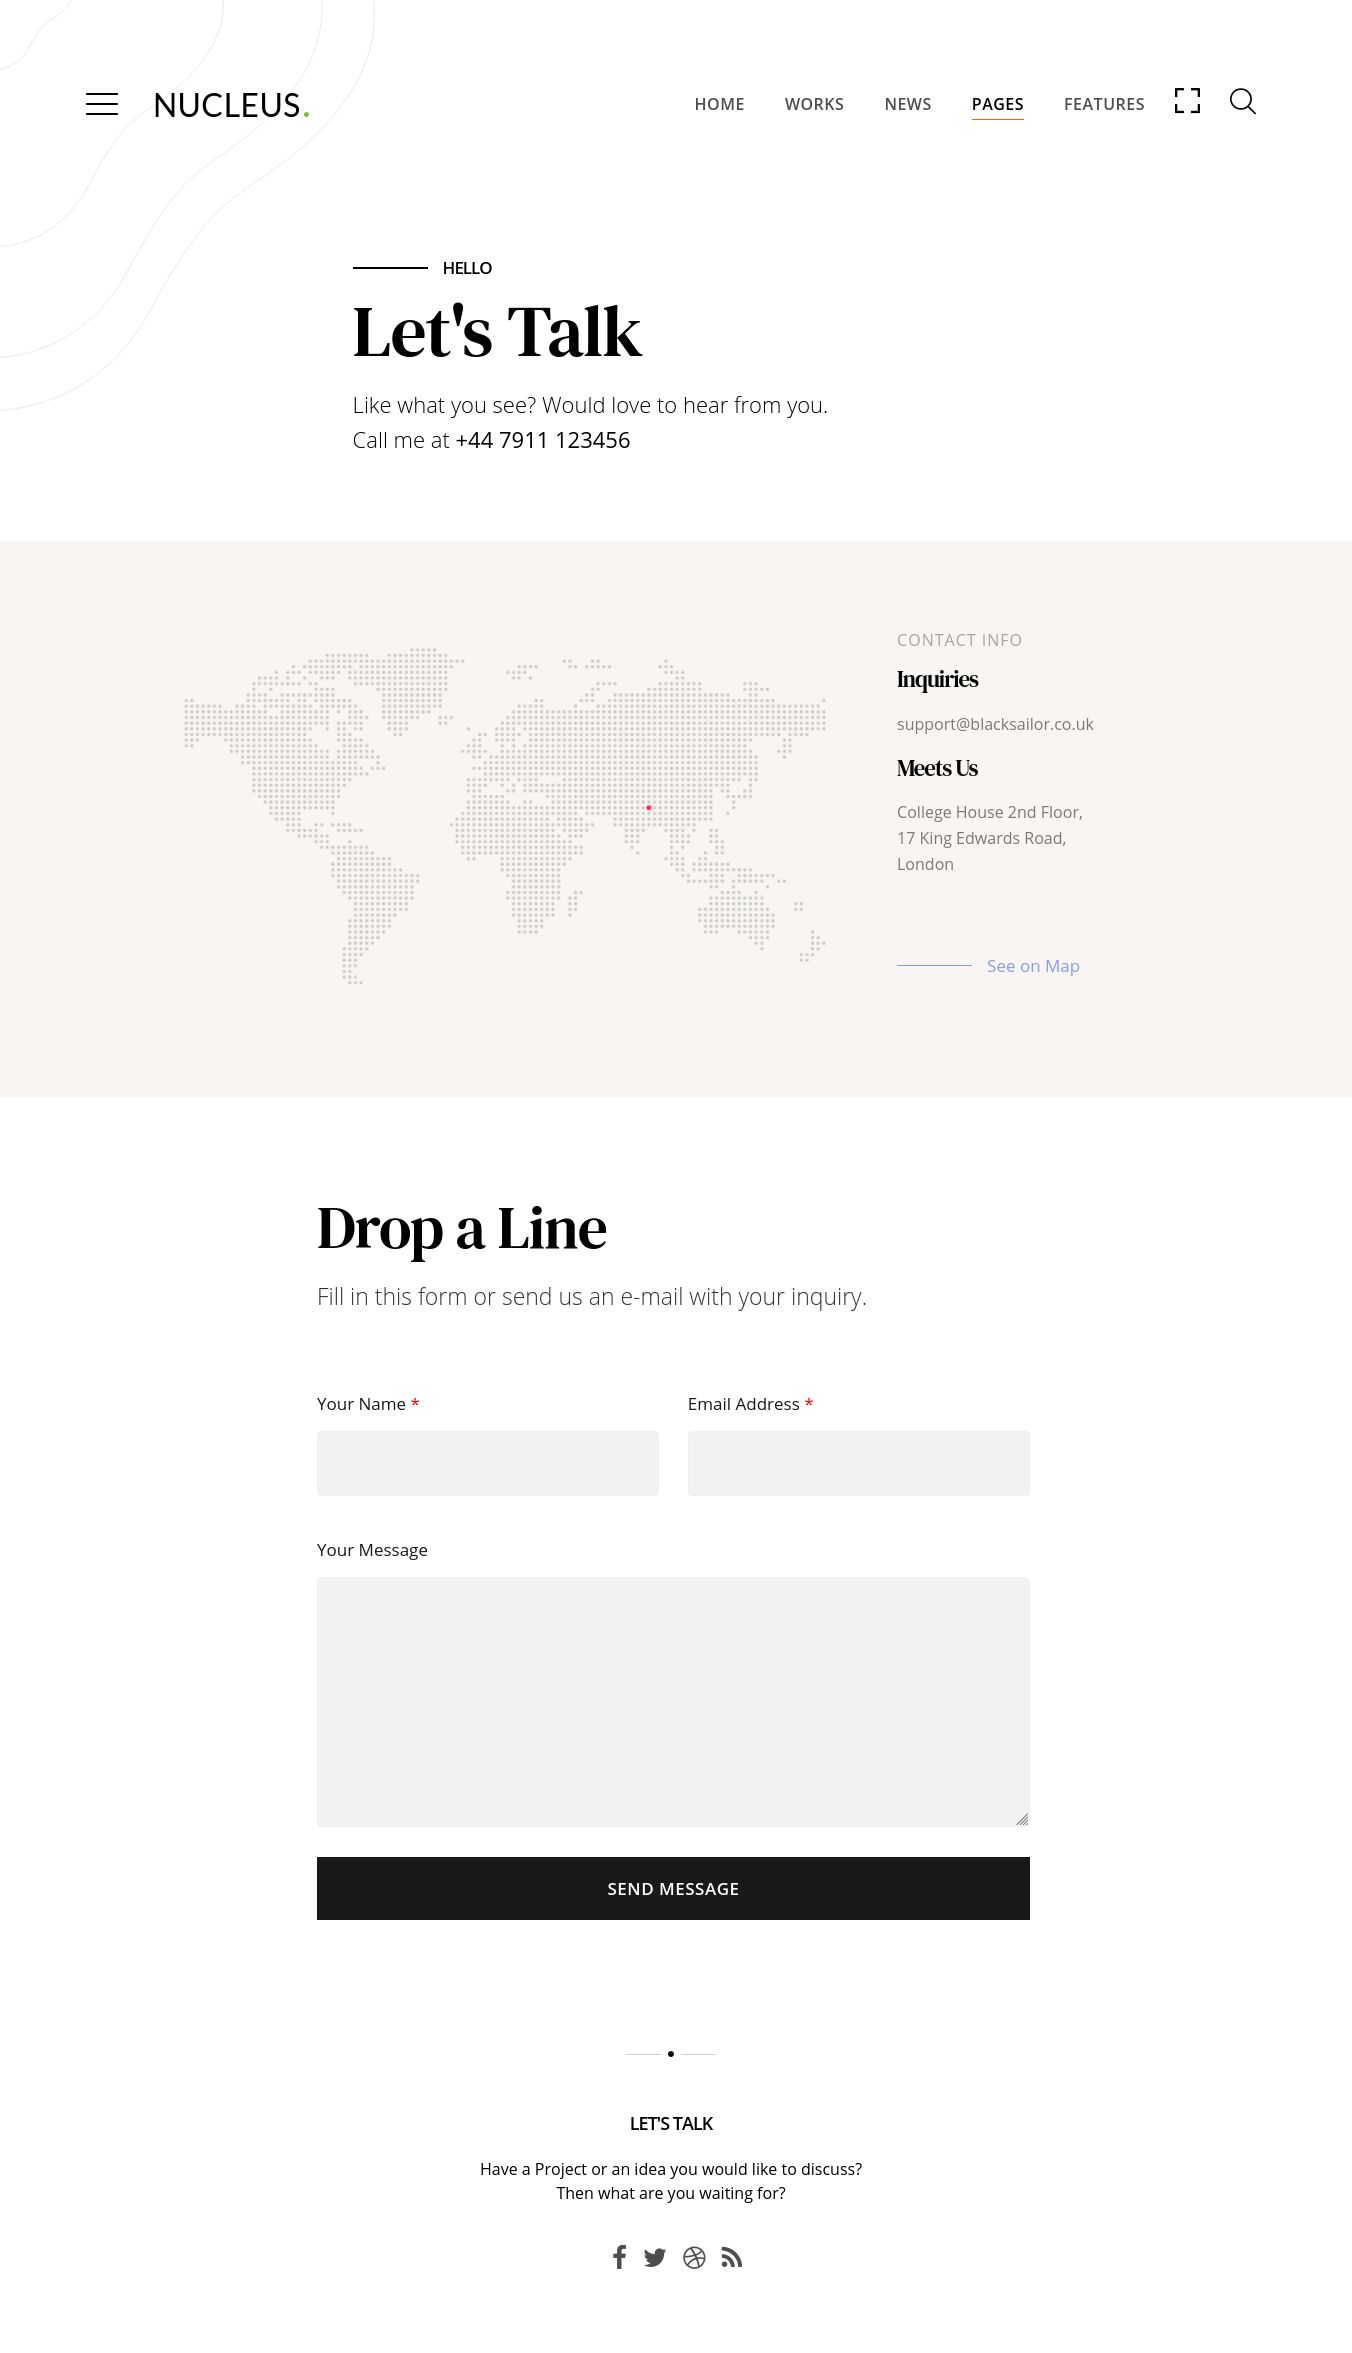 NUCLEUS.
HOME WORKS NEWS PAGES FEATURES
HELLO
Let's Talk
Like what you see? Would love to hear from you.
Call me at +44 7911 123456
CONTACT INFO
Inquiries
support@blacksailor.co.uk
Meets Us
College House 2nd Floor,
17 King Edwards Road,
London
See on Map
Drop a Line
Fill in this form or send us an e-mail with your inquiry.
Your Name * Email Address *
Your Message
SEND MESSAGE
LET'S TALK
Have a Project or an idea you would like to discuss?
Then what are you waiting for?